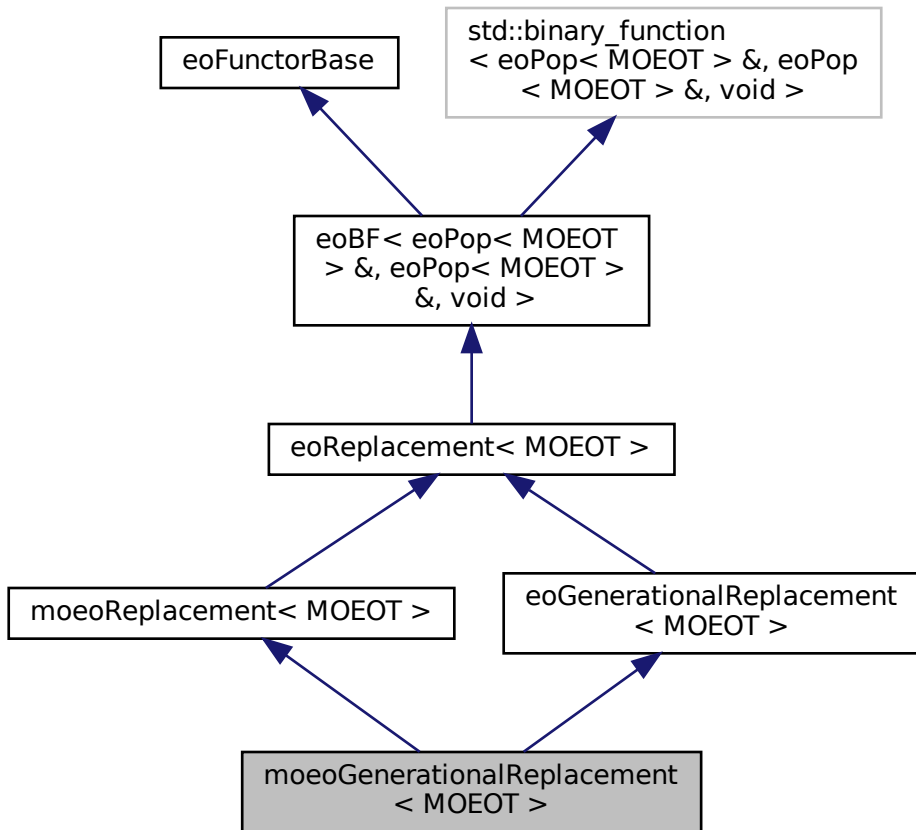 eoFunctorBase
std::binary_function
< eoPop< MOEOT > &, eoPop
< MOEOT > &, void >
eoBF< eoPop< MOEOT
> &, eoPop< MOEOT >
&, void >
eoReplacement< MOEOT >
moeoReplacement< MOEOT >
eoGenerationalReplacement
< MOEOT >
moeoGenerationalReplacement
< MOEOT >